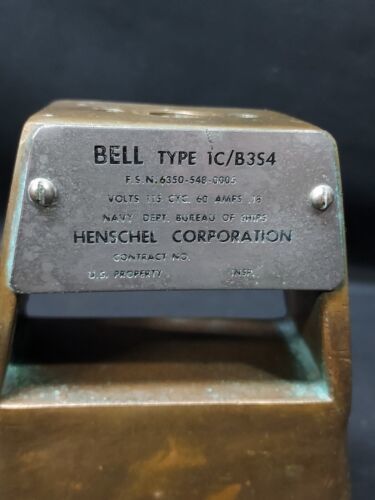 BELL TYPE IC/B3S4
F.S.N. 6350-548-0005
VOLTS 115 CYC. 60 AMPS .18
NAVY DEPT. BUREAU OF SHIPS
HENSCHEL CORPORATION
CONTRACT NO.
U.S. PROPERTY INSP.